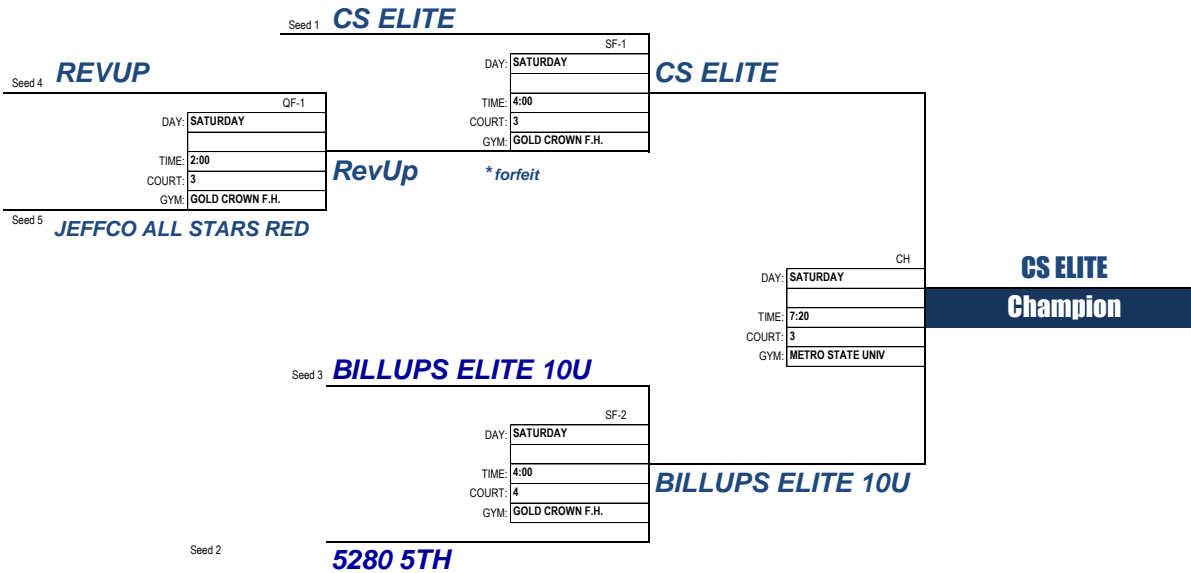 Seed 1 CS ELITE
SF-1
DAY: SATURDAY
Seed 4 REVUP
CS ELITE
QF-1
TIME: 4:00
DAY: SATURDAY
COURT: 3
GYM: GOLD CROWN F.H.
TIME: 2:00
RevUp * forfeit
COURT: 3
GYM: GOLD CROWN F.H.
Seed 5 JEFFCO ALL STARS RED
CH
CS ELITE
DAY: SATURDAY
Champion
TIME: 7:20
COURT: 3
GYM: METRO STATE UNIV
Seed 3 BILLUPS ELITE 10U
SF-2
DAY: SATURDAY
TIME: 4:00
BILLUPS ELITE 10U
COURT: 4
GYM: GOLD CROWN F.H.
Seed 2 5280 5TH